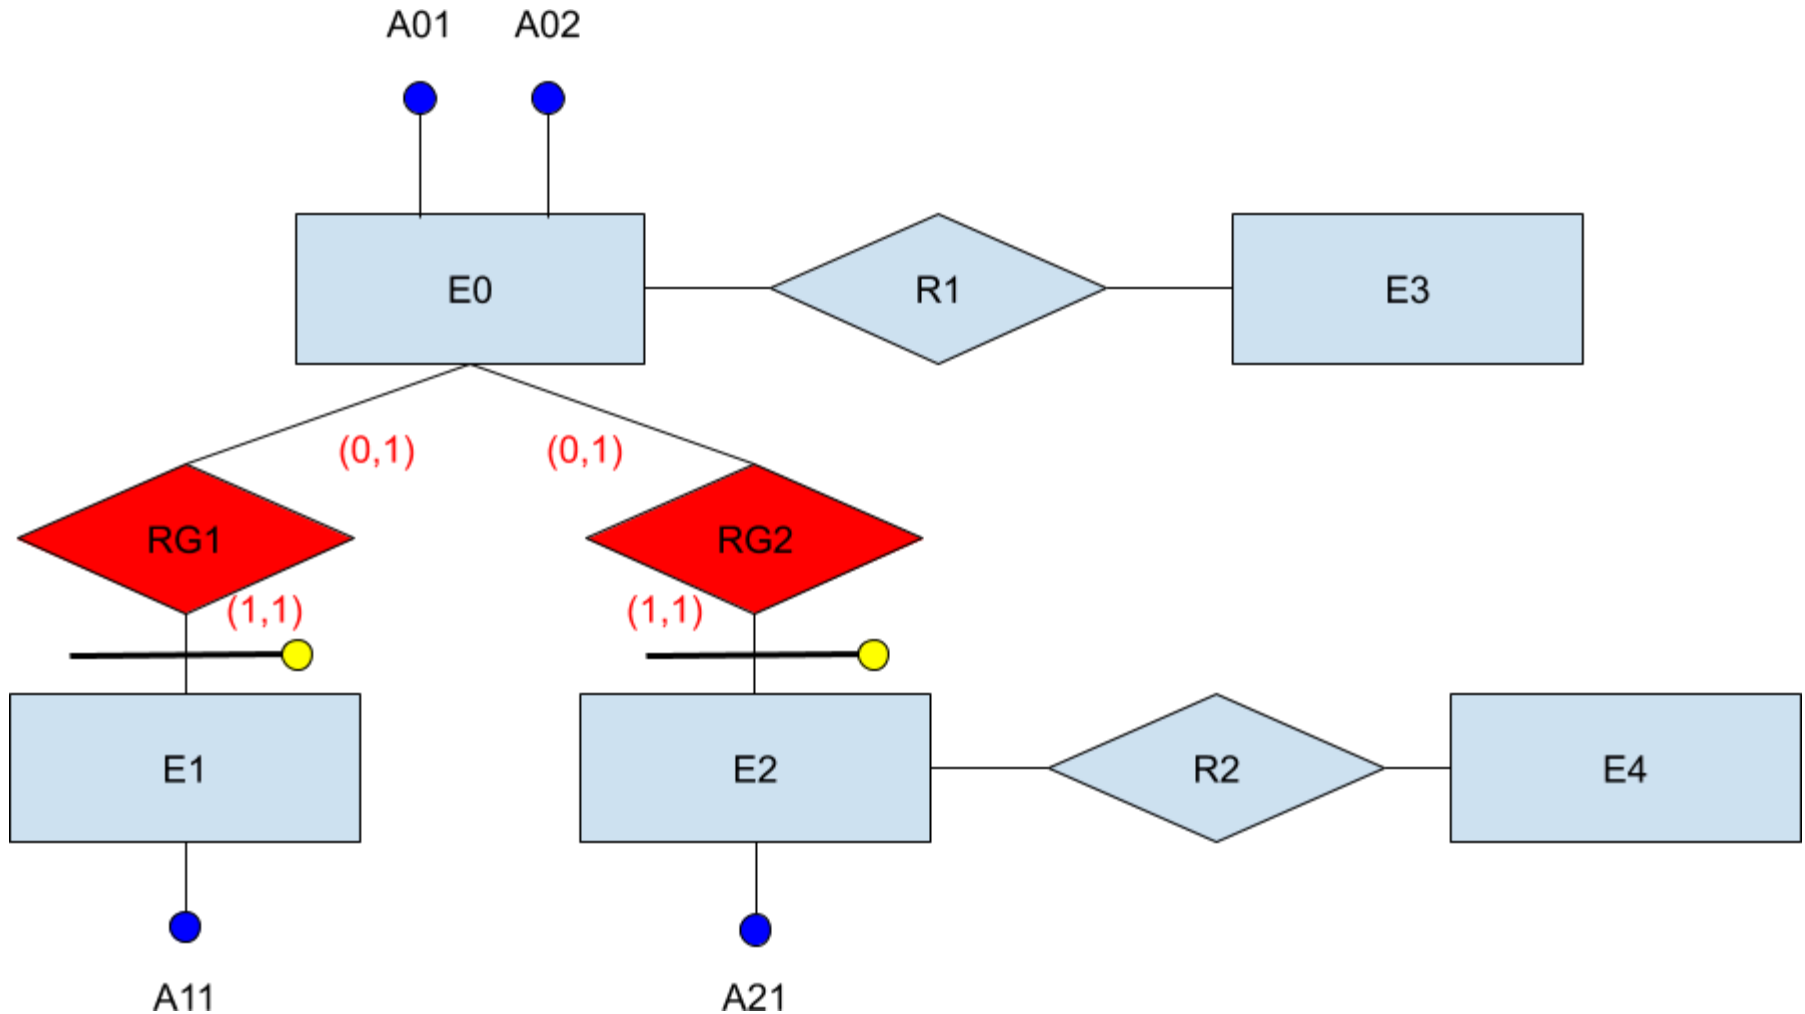 A01 A02
E0 R1 E3
(0,1) (0,1)
RG1 RG2
(1,1) (1,1)
E1 E2 R2 E4
A11 A21